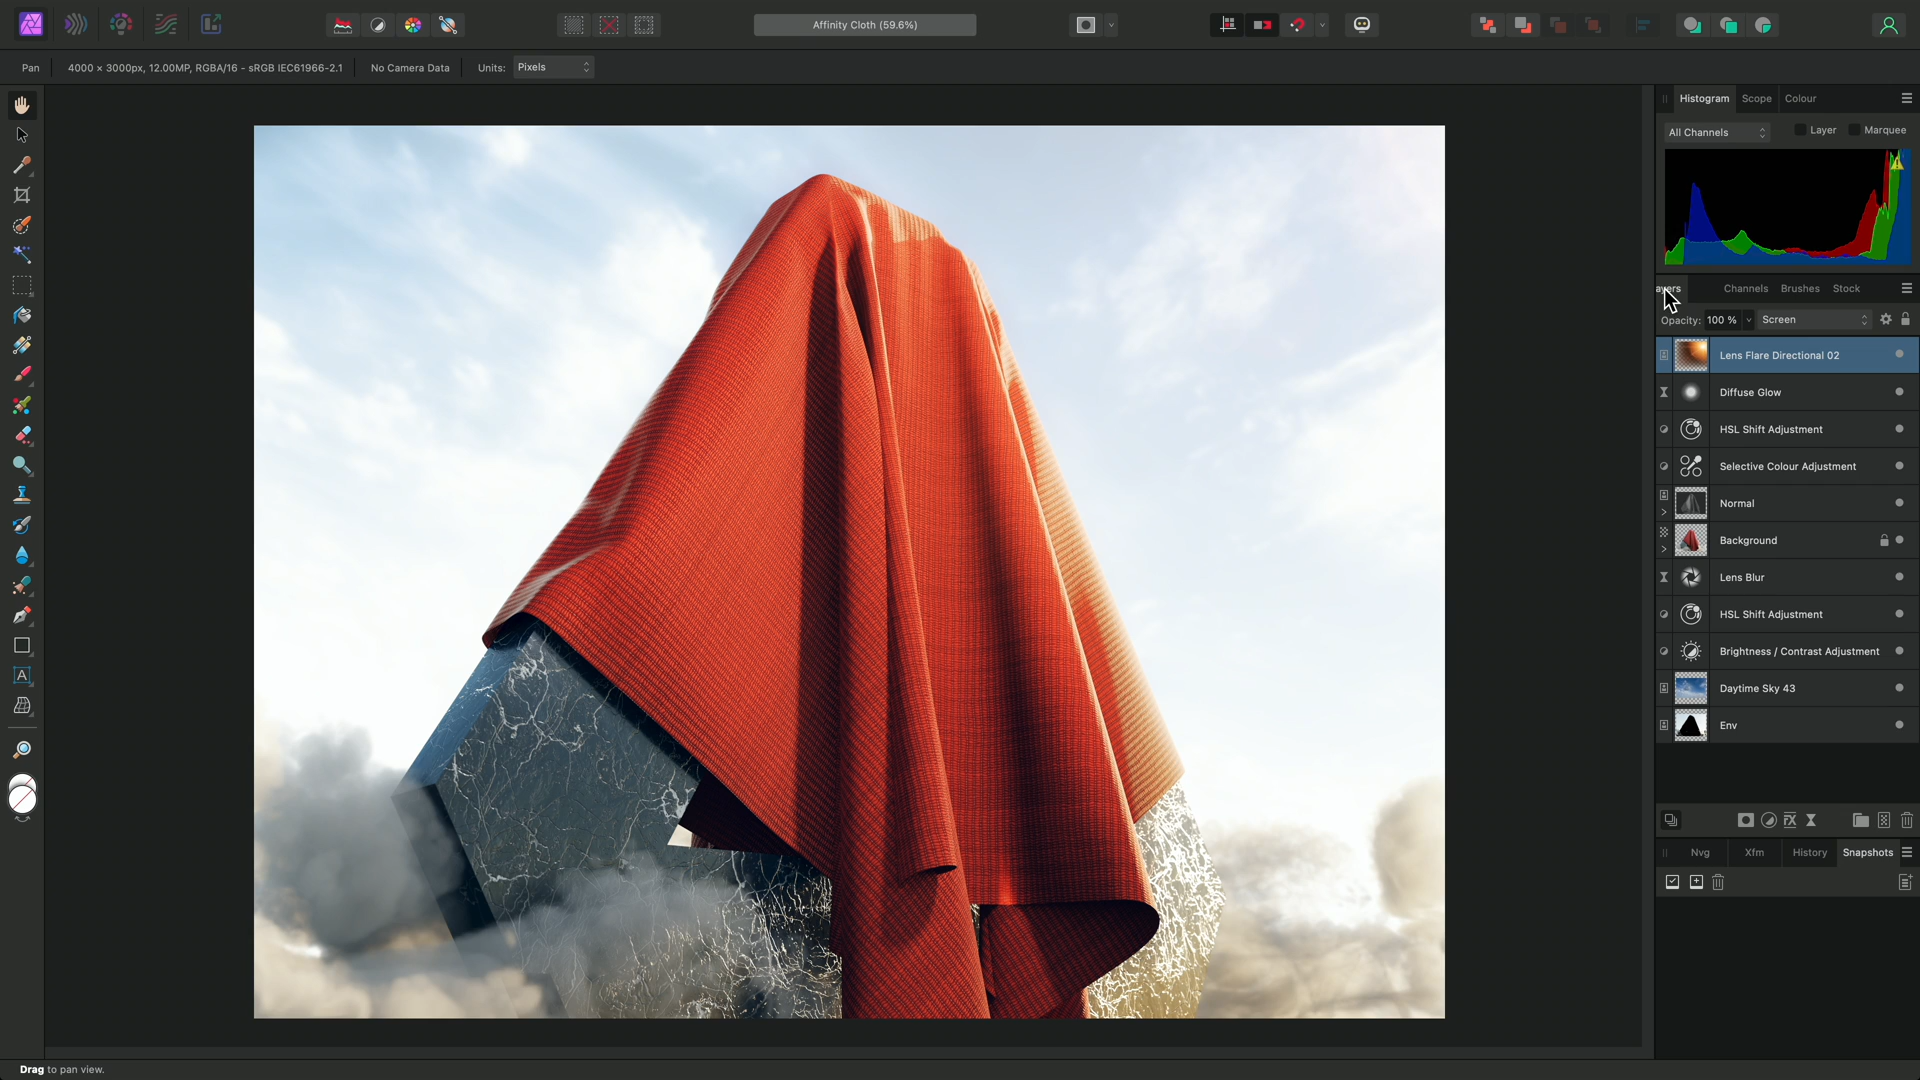 Affinity Cloth (59.6%)
Pan
4000 × 3000px, 12.00MP, RGBA/16 - sRGB IEC61966-2.1
No Camera Data
Units:
Pixels
Histogram
Scope
Colour
All Channels
Layer
Marquee
ayers
Channels
Brushes
Stock
Opacity:
100 %
Screen
Lens Flare Directional 02
Diffuse Glow
HSL Shift Adjustment
Selective Colour Adjustment
Normal
Background
Lens Blur
HSL Shift Adjustment
Brightness / Contrast Adjustment
Daytime Sky 43
Env
Nvg
Xfm
History
Snapshots
Drag to pan view.